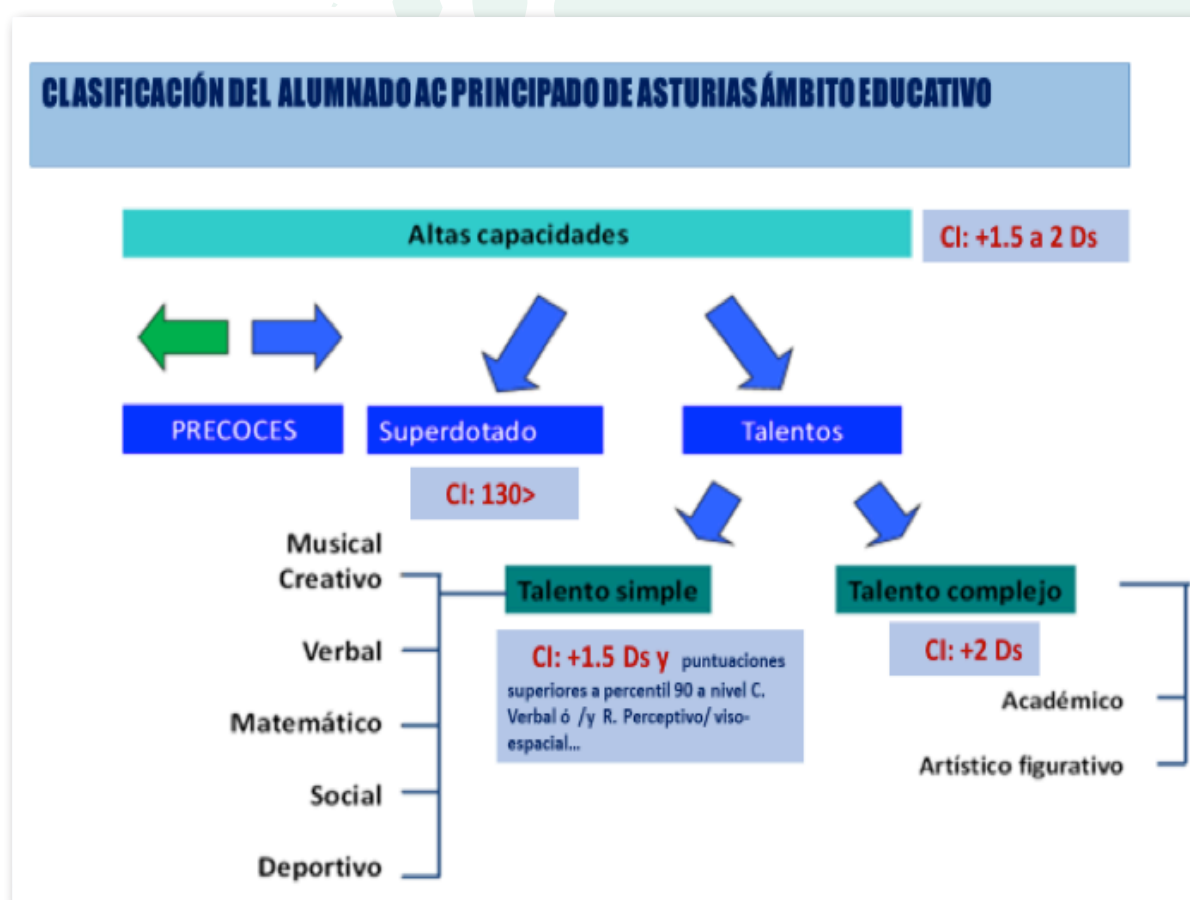 CLASIFICACIÓN DEL ALUMNADO AC PRINCIPADO DE ASTURIAS ÁMBITO EDUCATIVO
Altas capacidades
CI: +1.5 a 2 Ds
PRECOCES
Superdotado
Talentos
CI: 130>
Musical
Creativo
Verbal
Matemático
Social
Deportivo
Talento simple
CI: +1.5 Ds y puntuaciones
superiores a percentil 90 a nivel C.
Verbal ó /y R. Perceptivo/ viso-
espacial...
Talento complejo
CI: +2 Ds
Académico
Artístico figurativo